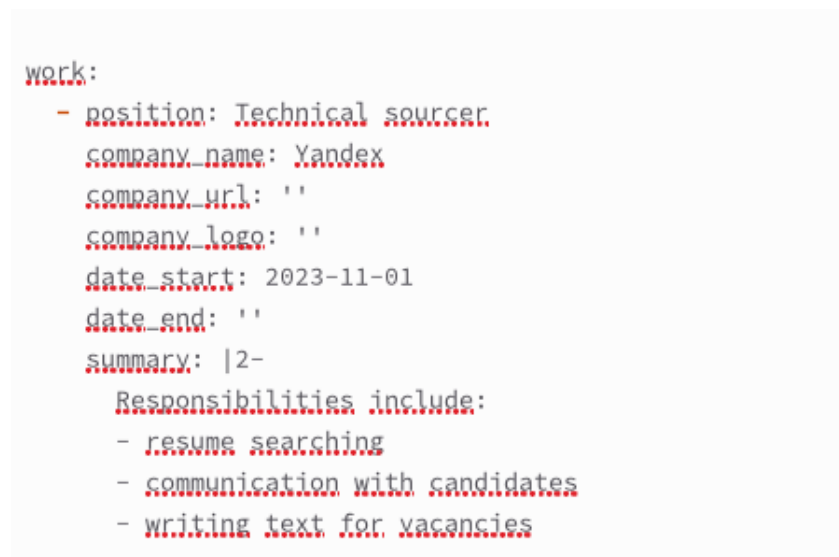 work:
- position: Technical sourcer
company_name: Yandex
company_url: ''
company_logo: ''
date_start: 2023-11-01
date_end: ''
summary: |2-
Responsibilities include:
- resume searching
- communication with candidates
- writing text for vacancies